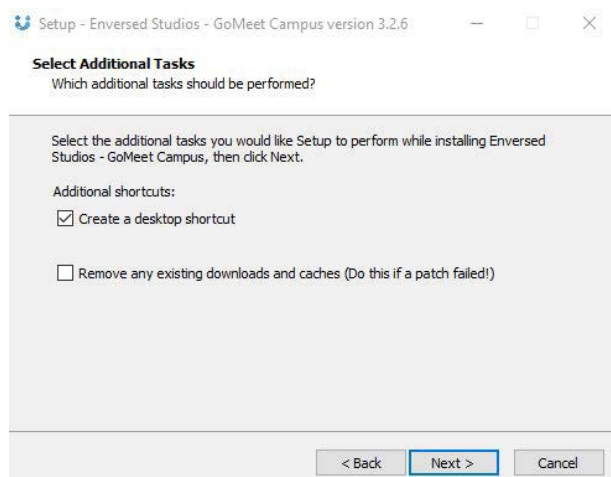 Setup - Enversed Studios - GoMeet Campus version 3.2.6
Select Additional Tasks
Which additional tasks should be performed?
Select the additional tasks you would like Setup to perform while installing Enversed
Studios - GoMeet Campus, then click Next.
Additional shortcuts:
Create a desktop shortcut
Remove any existing downloads and caches (Do this if a patch failed!)
< Back Next > Cancel